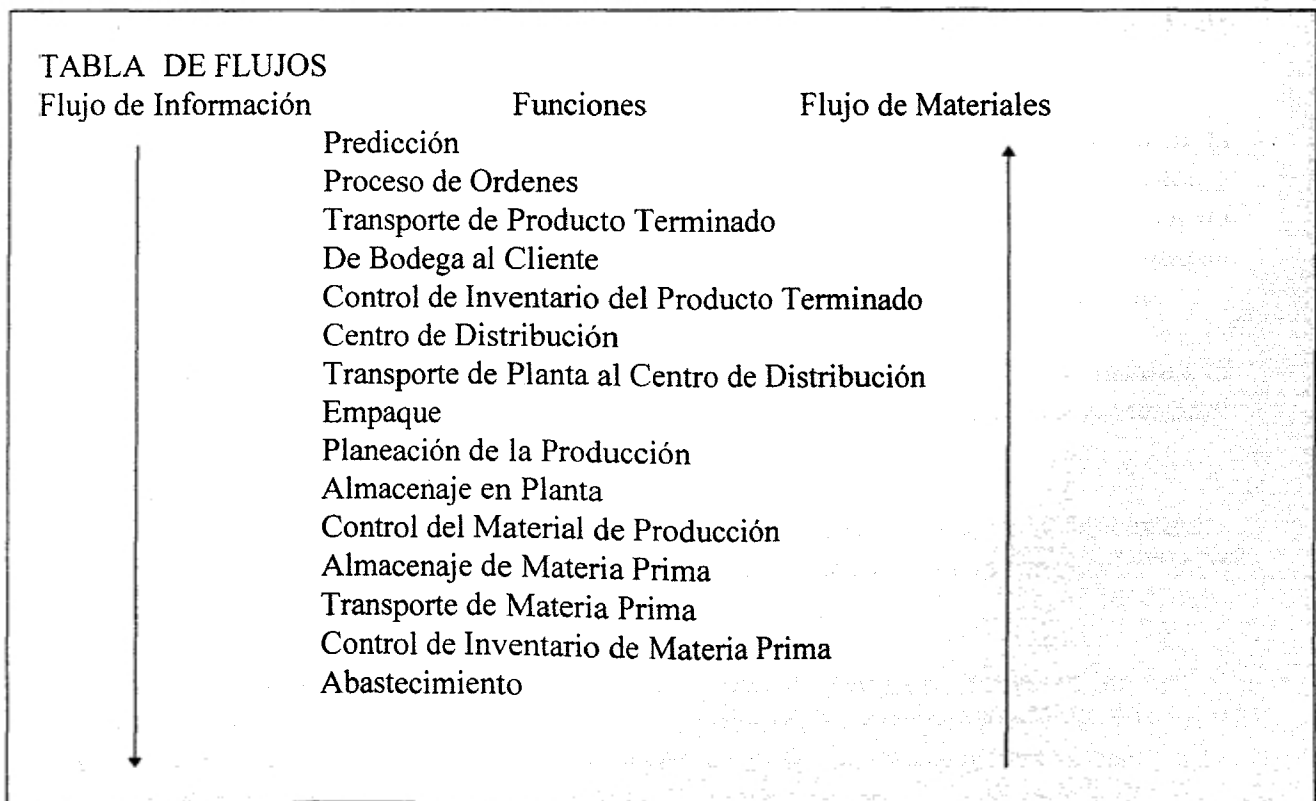 TABLA DE FLUJOS
Flujo de Información Funciones Flujo de Materiales
Predicción
Proceso de Ordenes
Transporte de Producto Terminado
De Bodega al Cliente
Control de Inventario del Producto Terminado
Centro de Distribución
Transporte de Planta al Centro de Distribución
Empaque
Planeación de la Producción
Almacenaje en Planta
Control del Material de Producción
Almacenaje de Materia Prima
Transporte de Materia Prima
Control de Inventario de Materia Prima
Abastecimiento